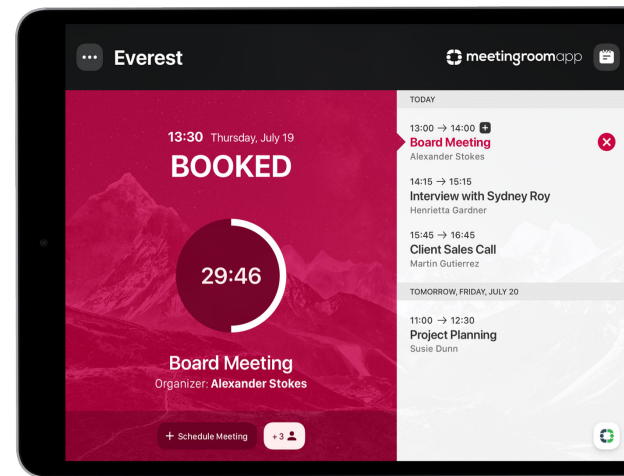 Everest
meetingroomapp
13:30 Thursday, July 19
BOOKED
29:46
Board Meeting
Organizer: Alexander Stokes
+ Schedule Meeting
+3
TODAY
13:00 → 14:00
Board Meeting
Alexander Stokes
14:15 → 15:15
Interview with Sydney Roy
Henrietta Gardner
15:45 → 16:45
Client Sales Call
Martin Gutierrez
TOMORROW, FRIDAY, JULY 20
11:00 → 12:30
Project Planning
Susie Dunn